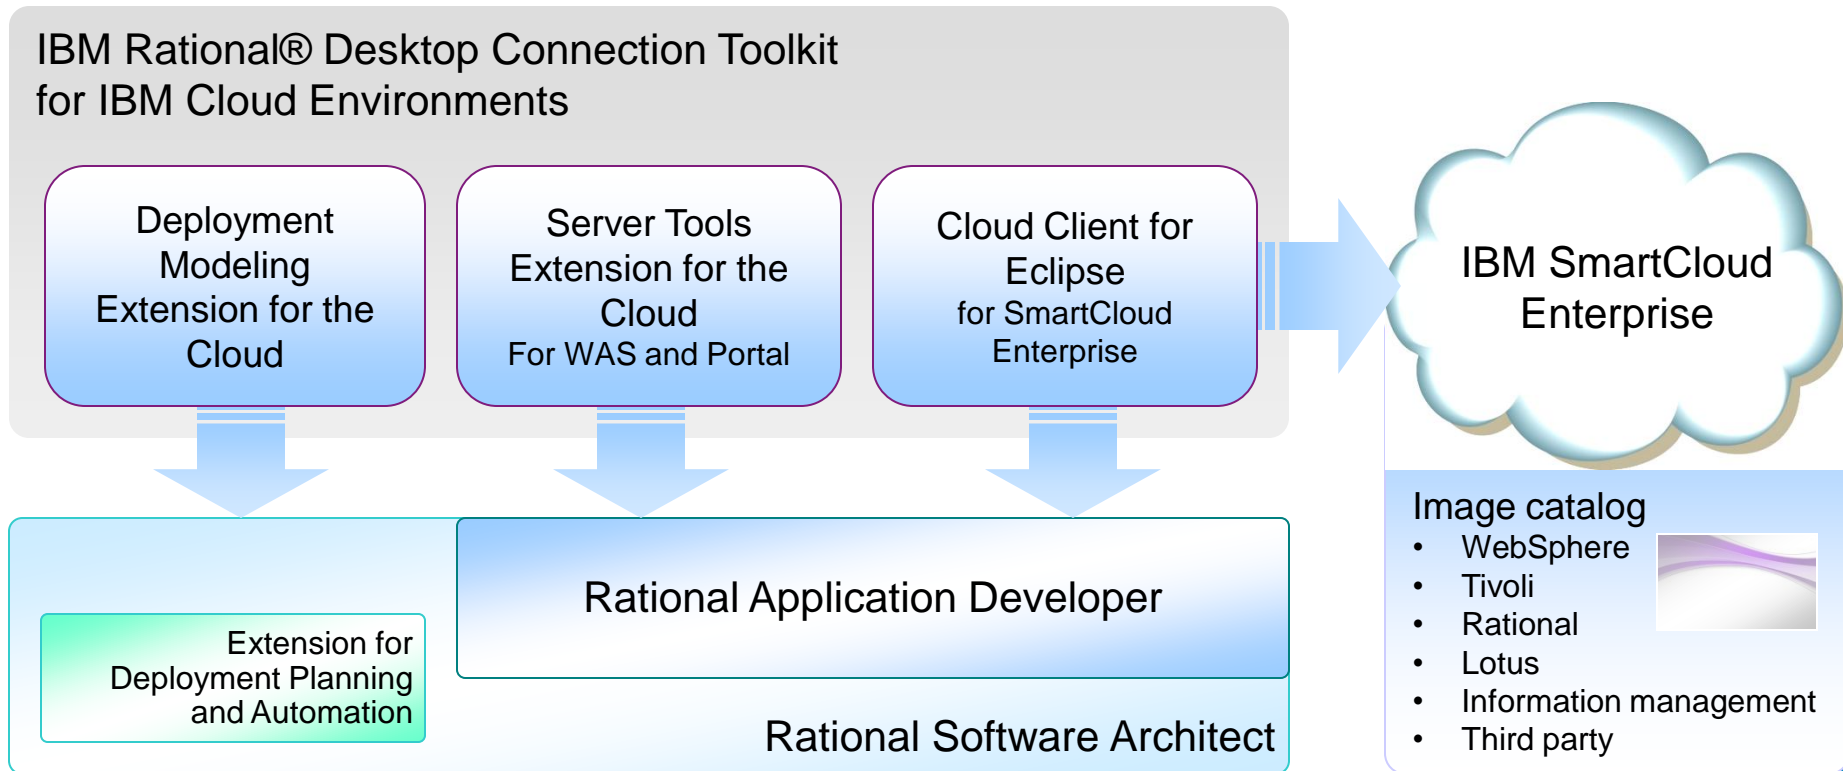 IBM Rational® Desktop Connection Toolkit
for IBM Cloud Environments
Deployment
Modeling
Extension for the
Cloud
Server Tools
Extension for the
Cloud
For WAS and Portal
Cloud Client for
Eclipse
for SmartCloud
Enterprise
IBM SmartCloud
Enterprise
Rational Application Developer
Extension for
Deployment Planning
and Automation
Rational Software Architect
Image catalog
• WebSphere
• Tivoli
• Rational
• Lotus
• Information management
• Third party